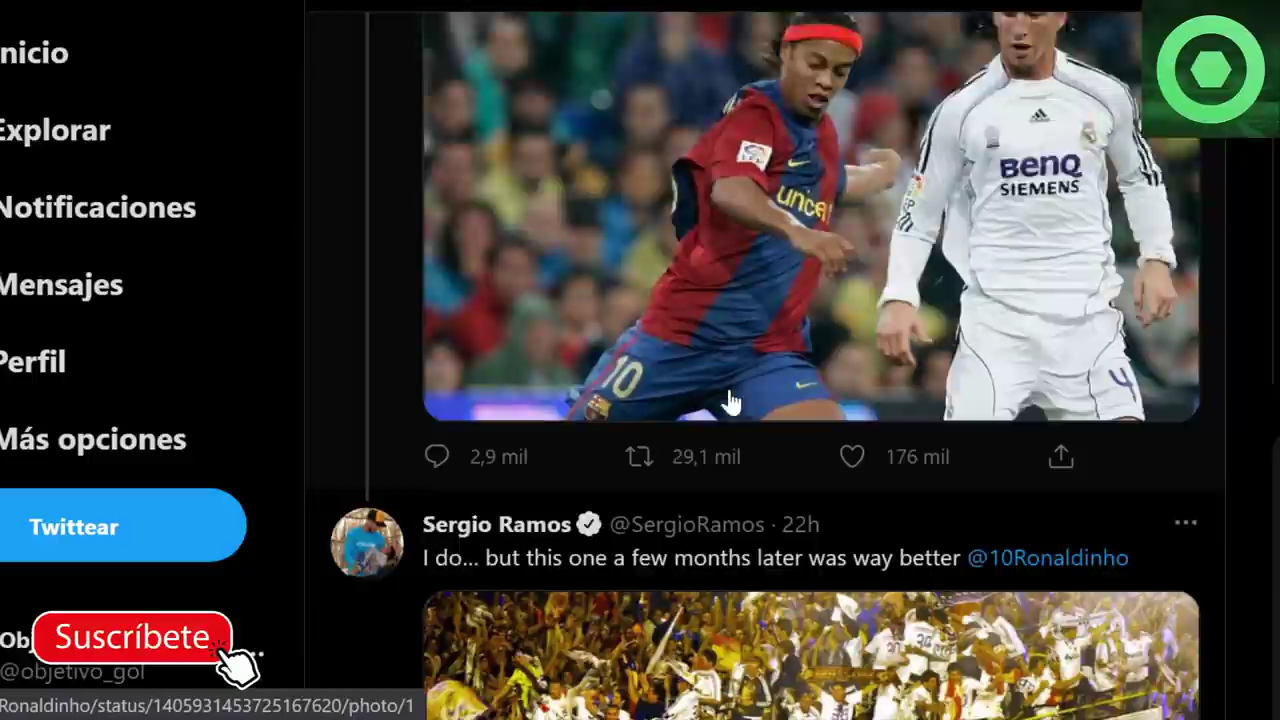 nicio
Explorar
Notificaciones
Mensajes
Perfil
Más opciones
Twittear
Ob
Suscríbete
...
@objetivo_gol
Ronaldinho/status/1405931453725167620/photo/1
unicef
10
BenQ
SIEMENS
4
2,9 mil
29,1 mil
176 mil
Sergio Ramos @SergioRamos · 22h
I do... but this one a few months later was way better @10Ronaldinho